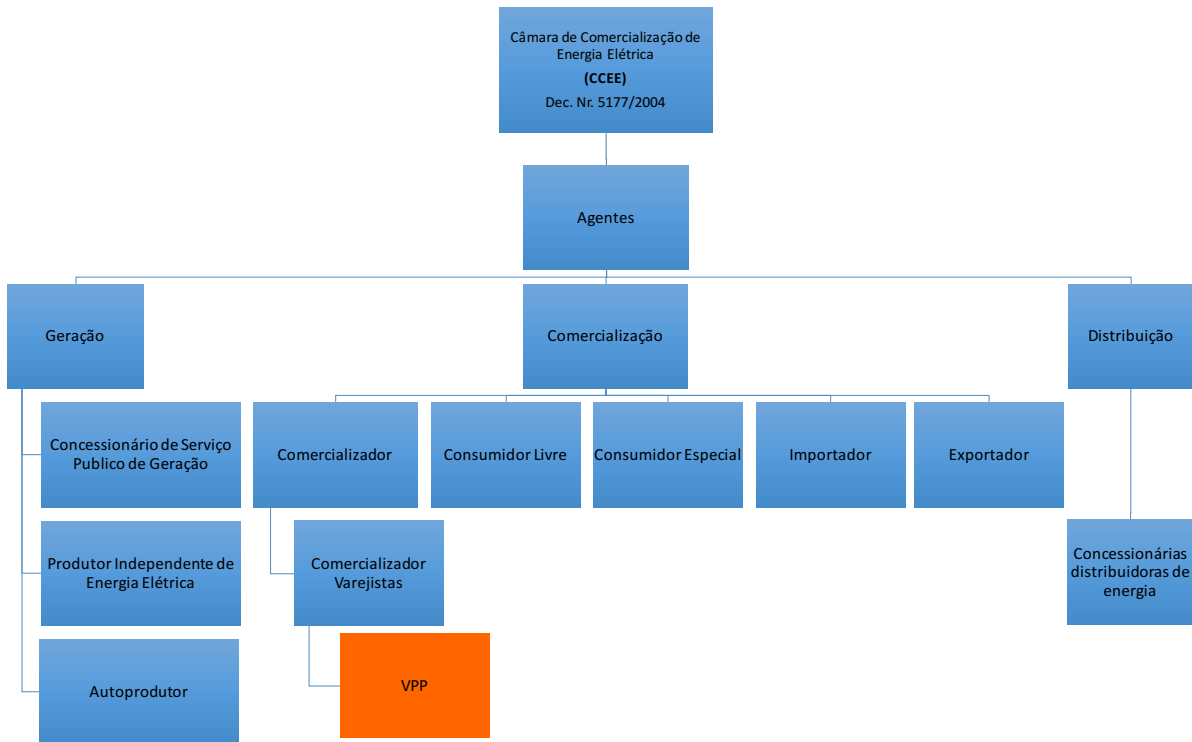 Câmara de Comercialização de
Energia Elétrica
(CCEE)
Dec. Nr. 5177/2004
Agentes
Geração
Comercialização
Distribuição
Concessionário de Serviço
Publico de Geração
Comercializador
Consumidor Livre
Consumidor Especial
Importador
Exportador
Produtor Independente de
Energia Elétrica
Comercializador
Varejistas
Concessionárias
distribuidoras de
energia
Autoprodutor
VPP